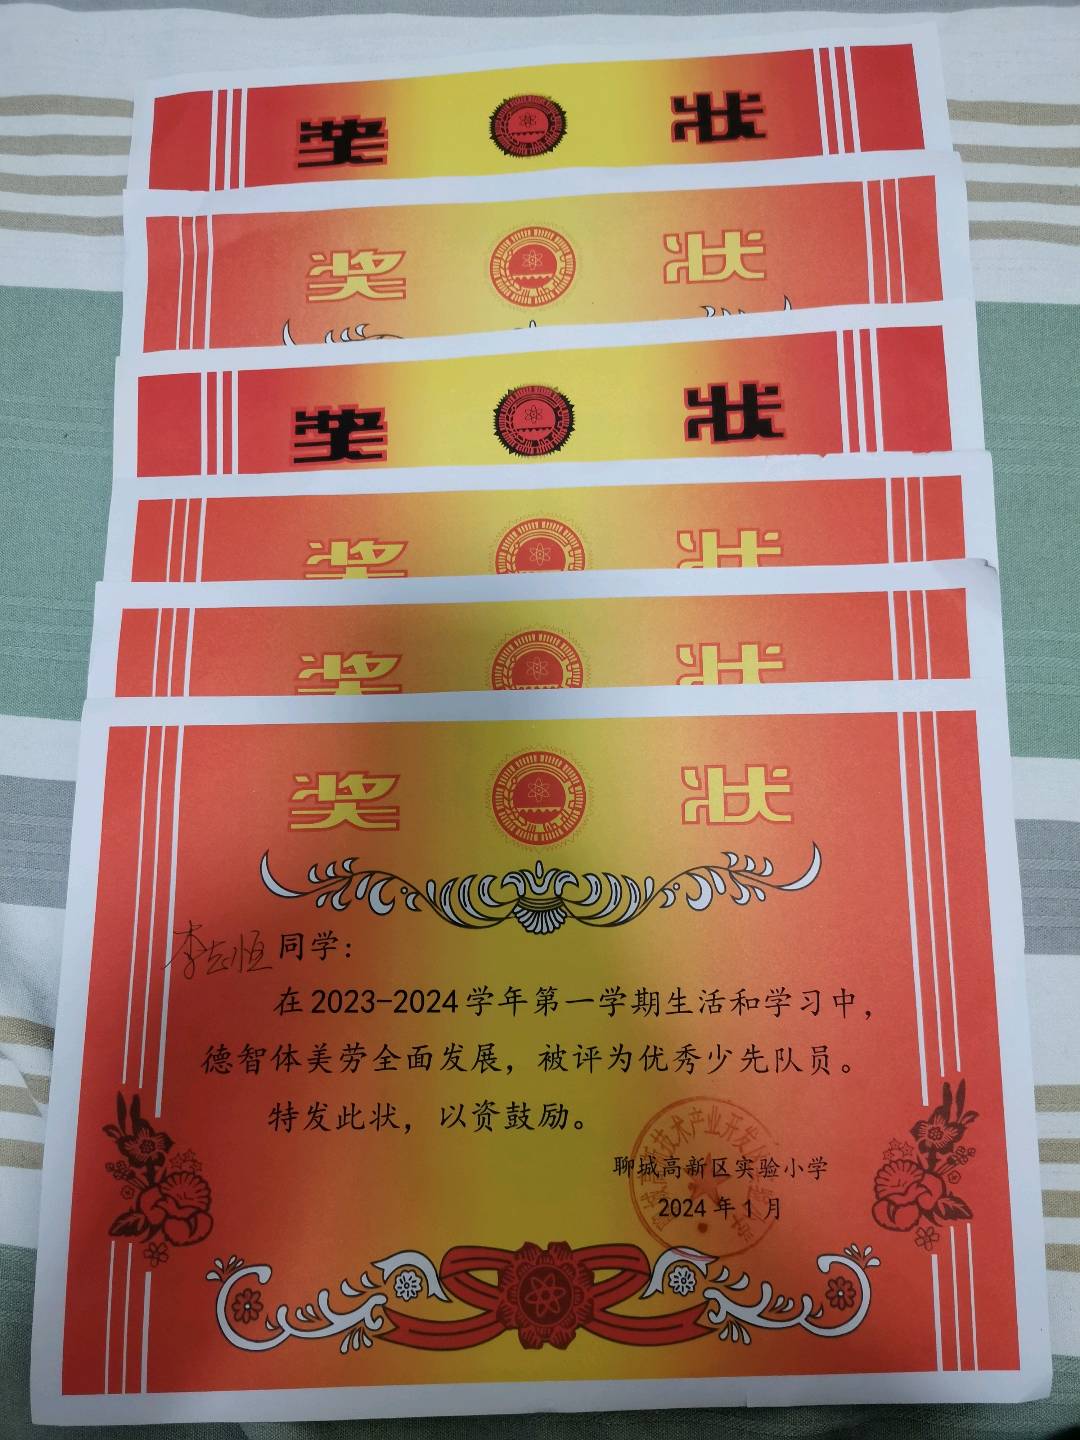 奖 状
奖 状
奖 状
奖 状
奖 状
奖 状
李志恒同学：
在2023-2024学年第一学期生活和学习中，
德智体美劳全面发展，被评为优秀少先队员。
特发此状，以资鼓励。
聊城高新区实验小学
2024年1月